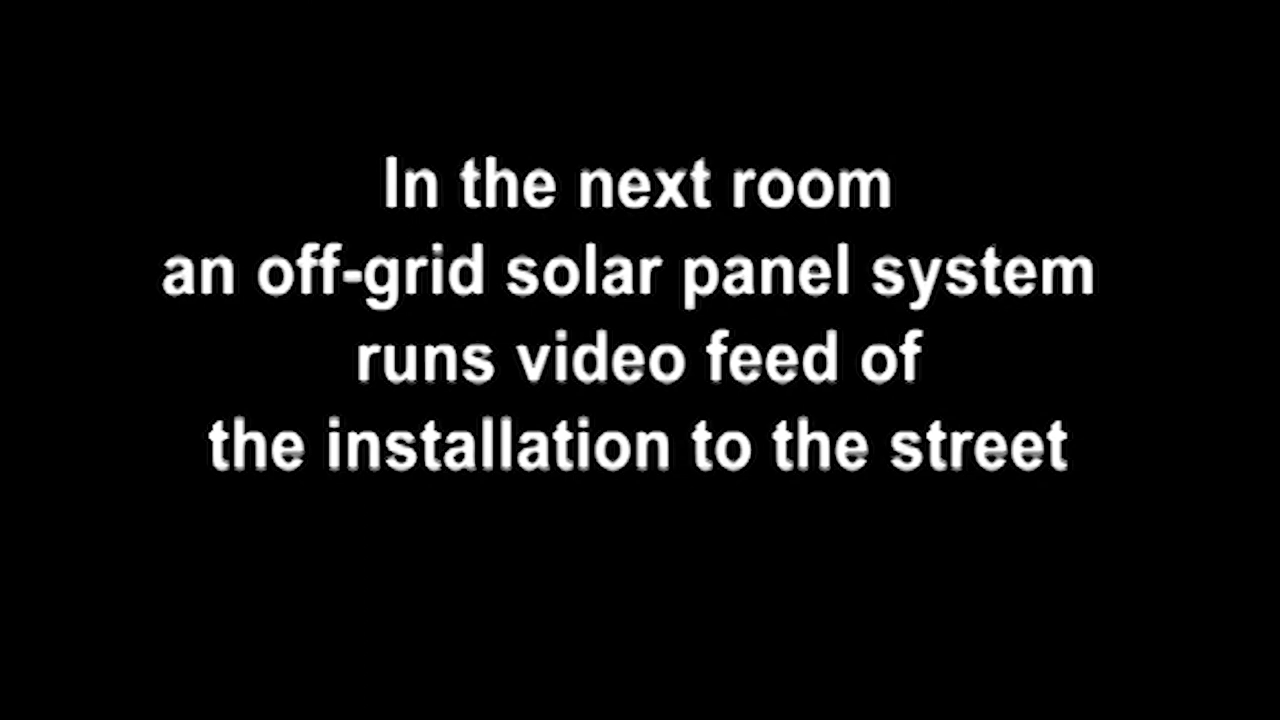 In the next room
an off-grid solar panel system
runs video feed of
the installation to the street